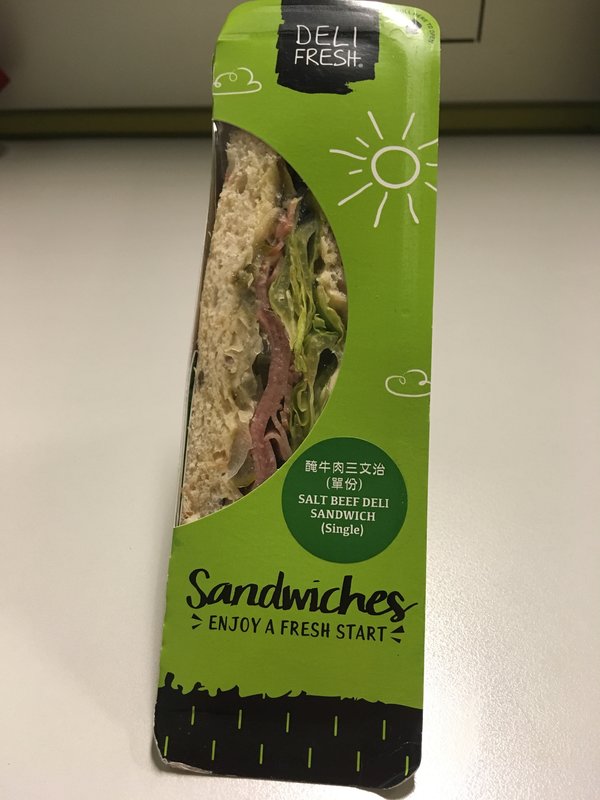 DELI
FRESH
醃牛肉三文治
(單份)
SALT BEEF DELI
SANDWICH
(Single)
Sandwiches
ENJOY A FRESH START